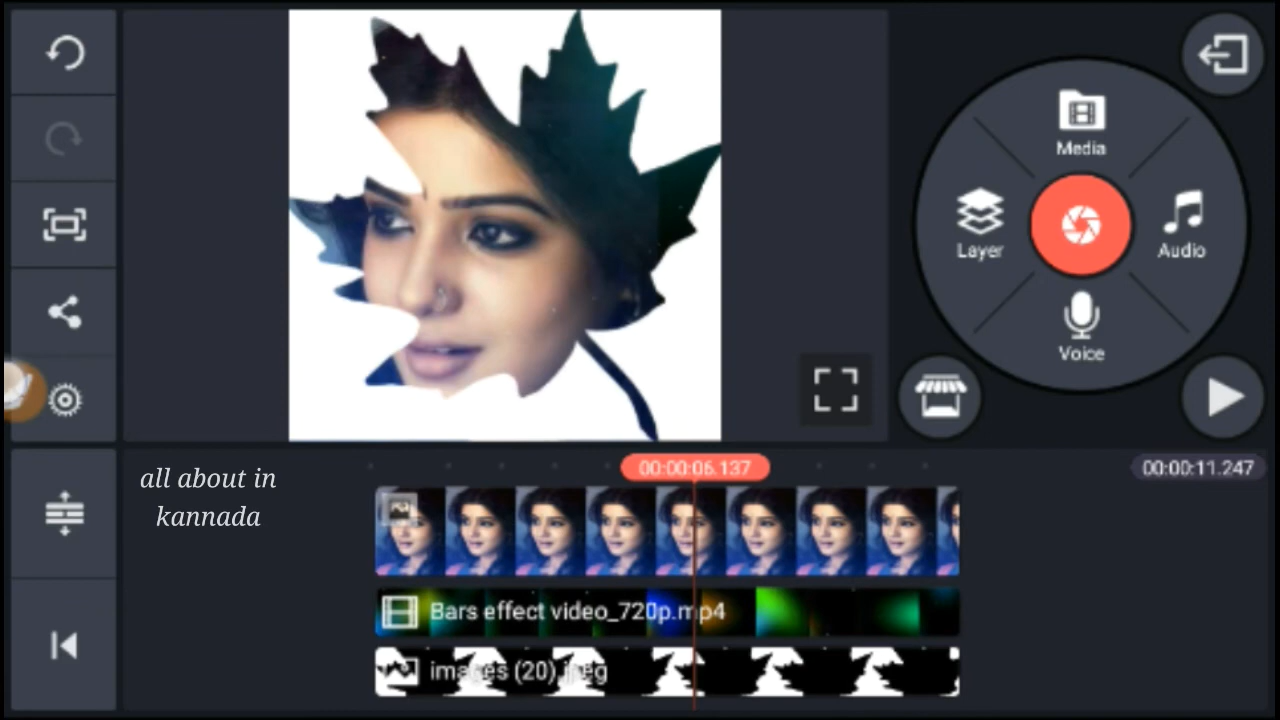 Media
Layer
Audio
Voice
all about in
kannada
00:00:06.137
00:00:11.247
Bars effect video_720p.mp4
images (20).jpeg